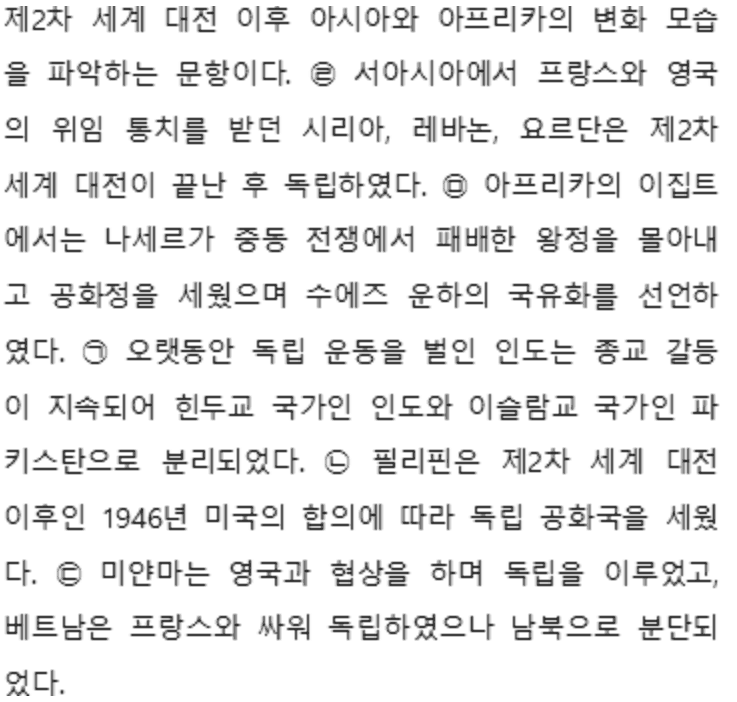 제2차 세계 대전 이후 아시아와 아프리카의 변화 모습
을 파악하는 문항이다. ㉣ 서아시아에서 프랑스와 영국
의 위임 통치를 받던 시리아, 레바논, 요르단은 제2차
세계 대전이 끝난 후 독립하였다. ㉤ 아프리카의 이집트
에서는 나세르가 중동 전쟁에서 패배한 왕정을 몰아내
고 공화정을 세웠으며 수에즈 운하의 국유화를 선언하
였다. ㉠ 오랫동안 독립 운동을 벌인 인도는 종교 갈등
이 지속되어 힌두교 국가인 인도와 이슬람교 국가인 파
키스탄으로 분리되었다. ㉡ 필리핀은 제2차 세계 대전
이후인 1946년 미국의 합의에 따라 독립 공화국을 세웠
다. ㉢ 미얀마는 영국과 협상을 하며 독립을 이루었고,
베트남은 프랑스와 싸워 독립하였으나 남북으로 분단되
었다.